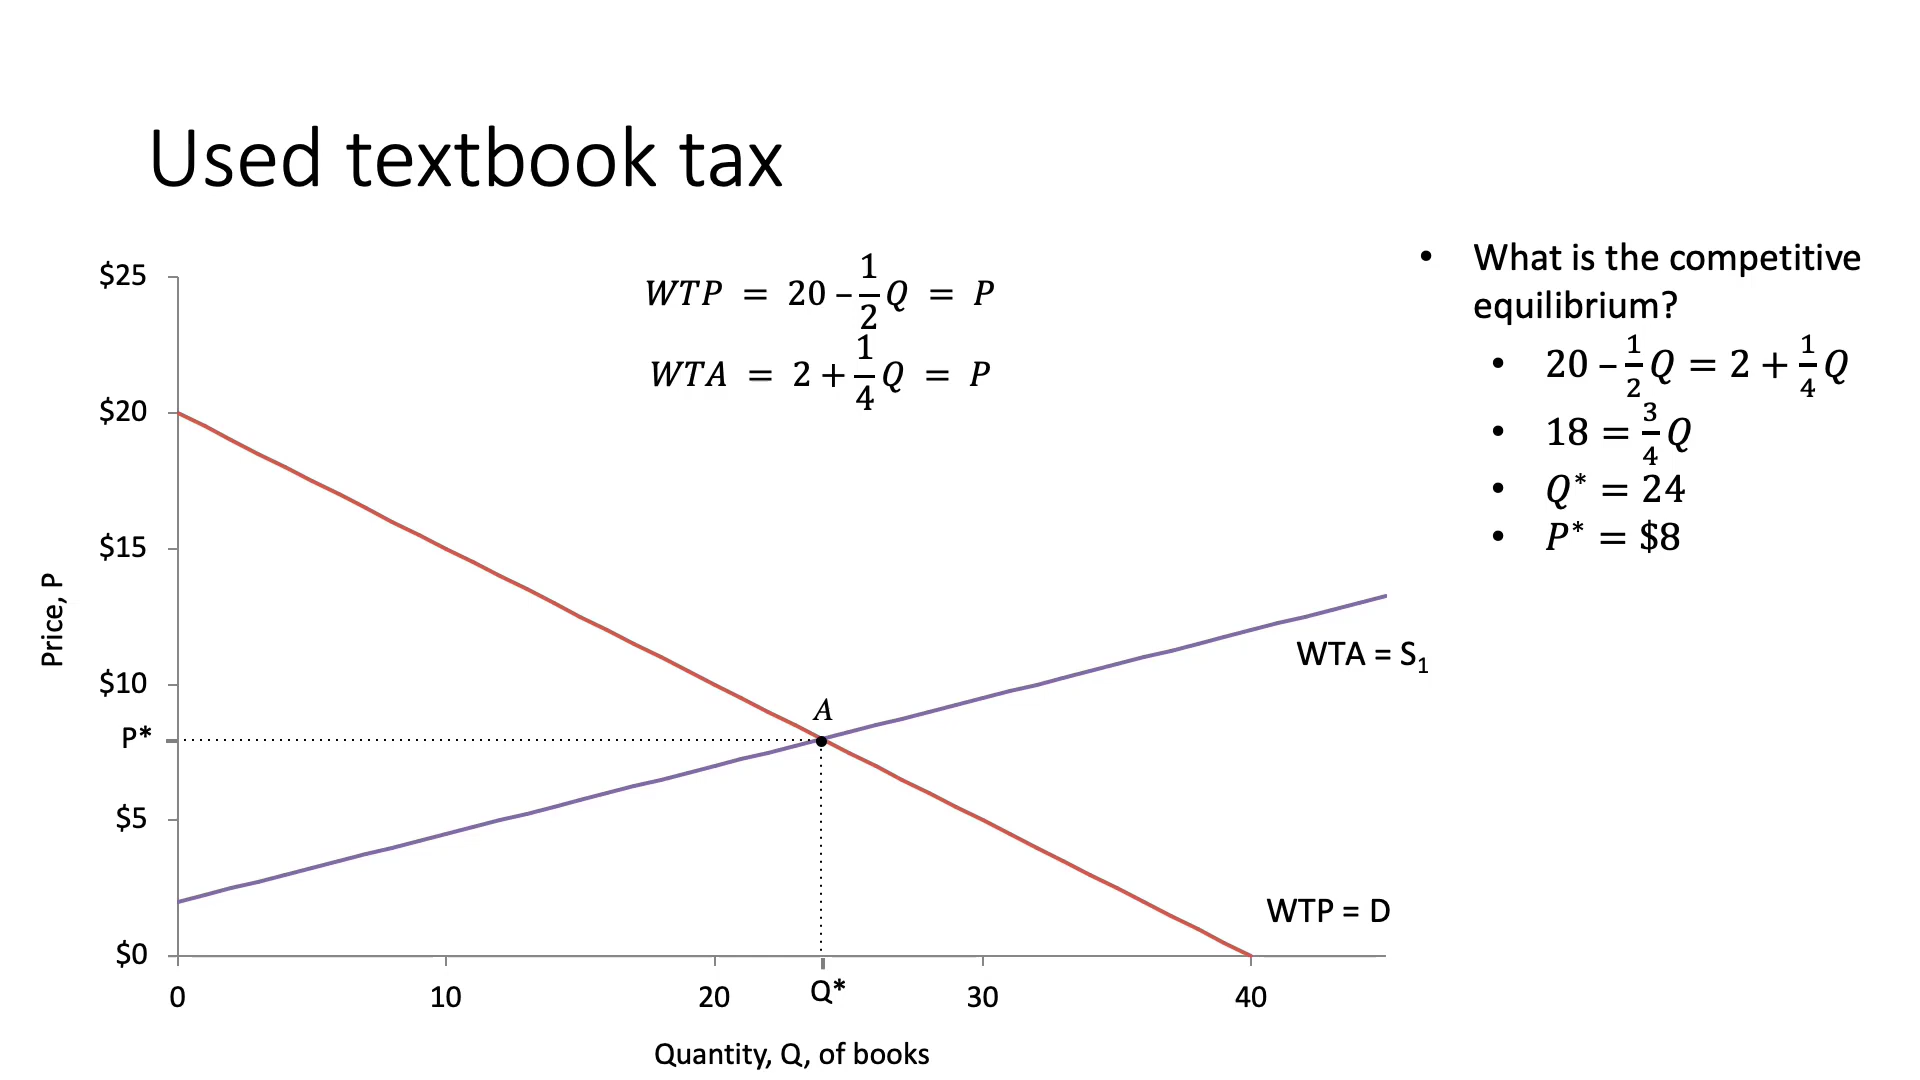 Used textbook tax
$25
$20
$15
$10
P*
$5
$0
Price, P
WTP = 20 – 1/2 Q = P
WTA = 2 + 1/4 Q = P
A
WTA = S₁
WTP = D
0
10
20
Q*
30
40
Quantity, Q, of books
• What is the competitive
equilibrium?
• 20 – 1/2 Q = 2 + 1/4 Q
• 18 = 3/4 Q
• Q* = 24
• P* = $8